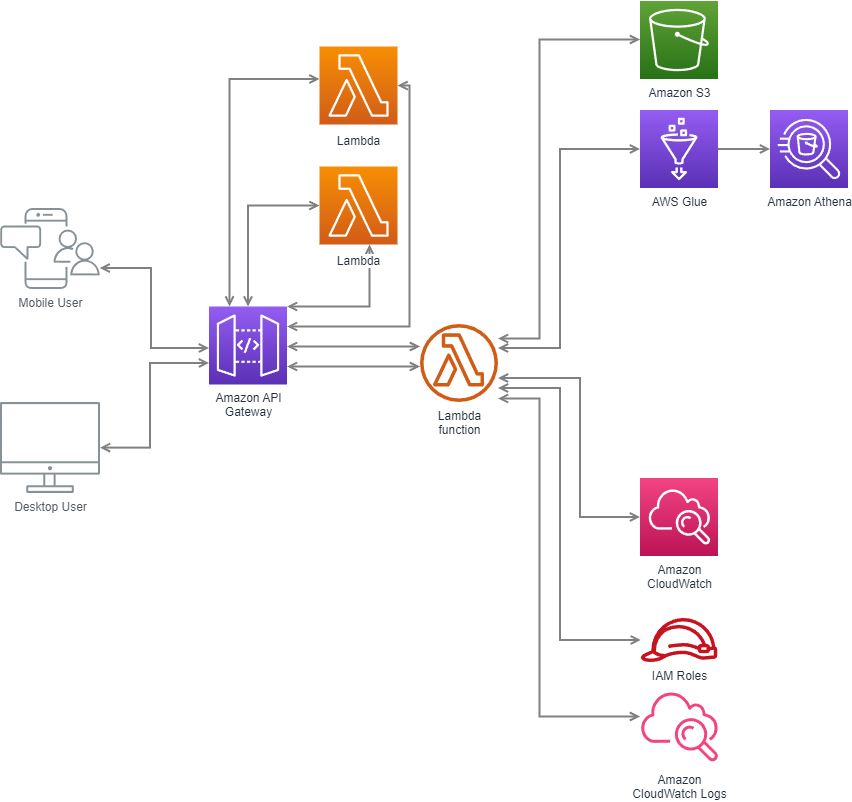 Amazon S3
Lambda
AWS Glue
Amazon Athena
Lambda
Mobile User
Amazon API
Gateway
Lambda
function
Desktop User
Amazon
CloudWatch
IAM Roles
Amazon
CloudWatch Logs